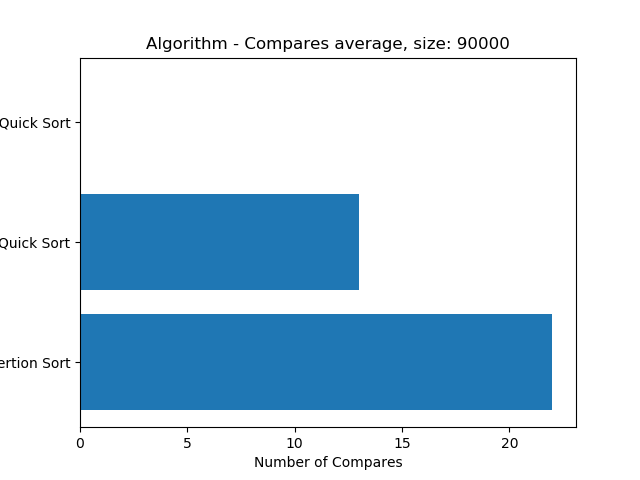 Algorithm - Compares average, size: 90000
Quick Sort
Quick Sort
ertion Sort
0 5 10 15 20
Number of Compares